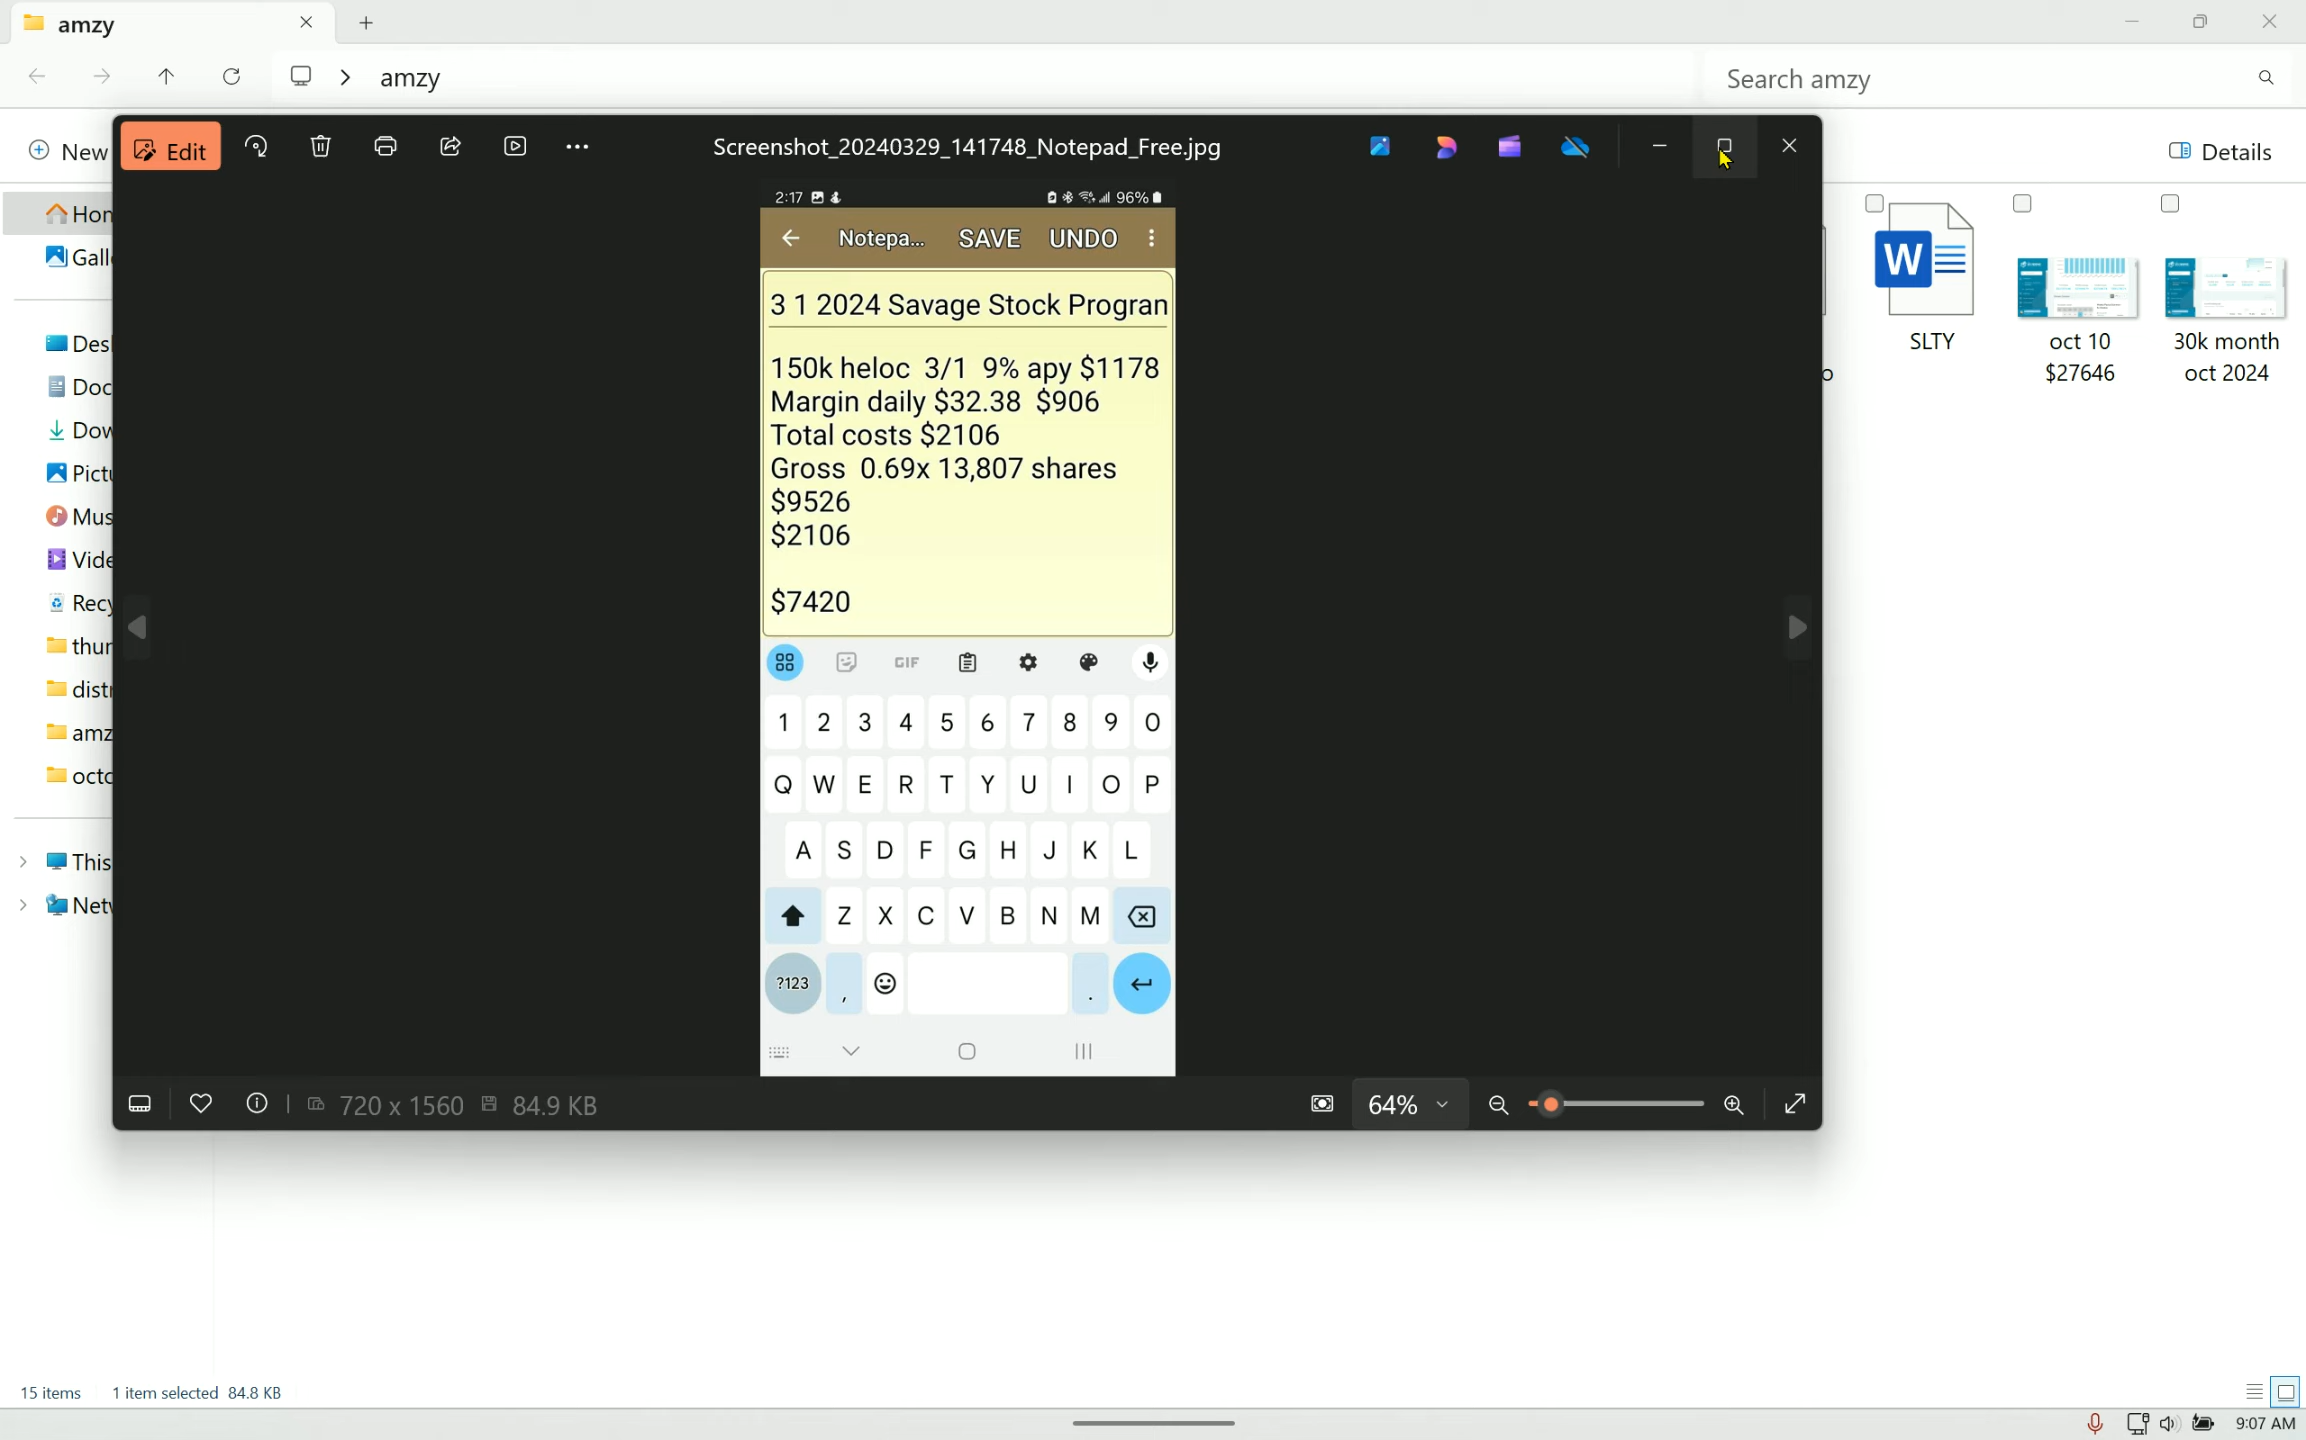 amzy
amzy
Search amzy
New
Edit
Screenshot_20240329_141748_Notepad_Free.jpg
Details
2:17
96%
Notepa...
SAVE
UNDO
3 1 2024 Savage Stock Progran
150k heloc 3/1 9% apy $1178
Margin daily $32.38 $906
Total costs $2106
Gross 0.69x 13,807 shares
$9526
$2106
$7420
GIF
1 2 3 4 5 6 7 8 9 0
Q W E R T Y U I O P
A S D F G H J K L
Z X C V B N M
?123 , .
Hon
Gall
Desl
Doc
Dow
Pictu
Mus
Vide
Recy
thur
distr
amz
octo
This
Netv
W
SLTY
oct 10
$27646
30k month
oct 2024
o
720 x 1560
84.9 KB
64%
15 items
1 item selected 84.8 KB
9:07 AM